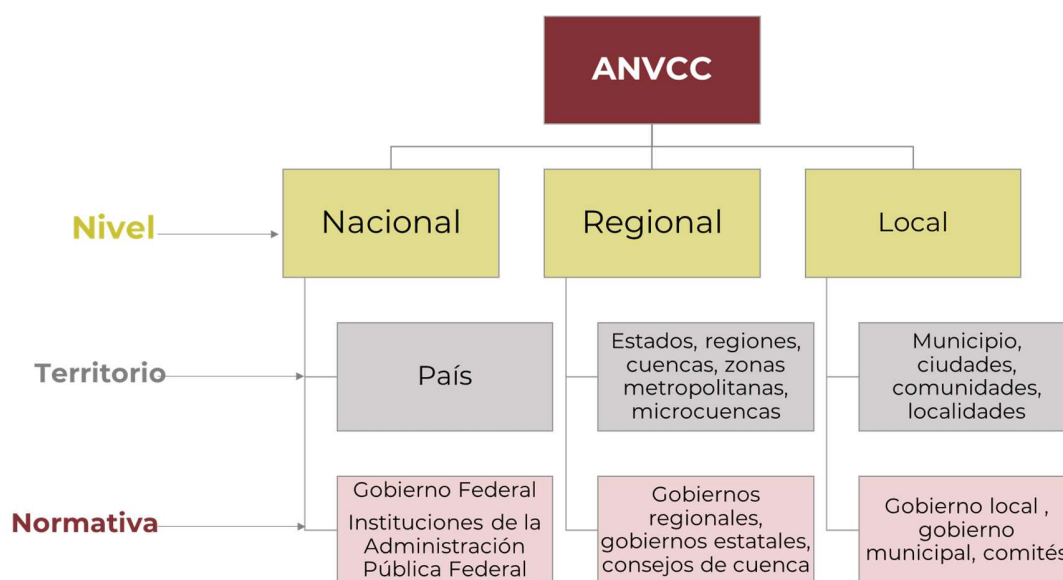 ANVCC
Nivel
Nacional
Regional
Local
Territorio
País
Estados, regiones,
cuencas, zonas
metropolitanas,
microcuencas
Municipio,
ciudades,
comunidades,
localidades
Normativa
Gobierno Federal
Instituciones de la
Administración
Pública Federal
Gobiernos
regionales,
gobiernos estatales,
consejos de cuenca
Gobierno local ,
gobierno
municipal, comités